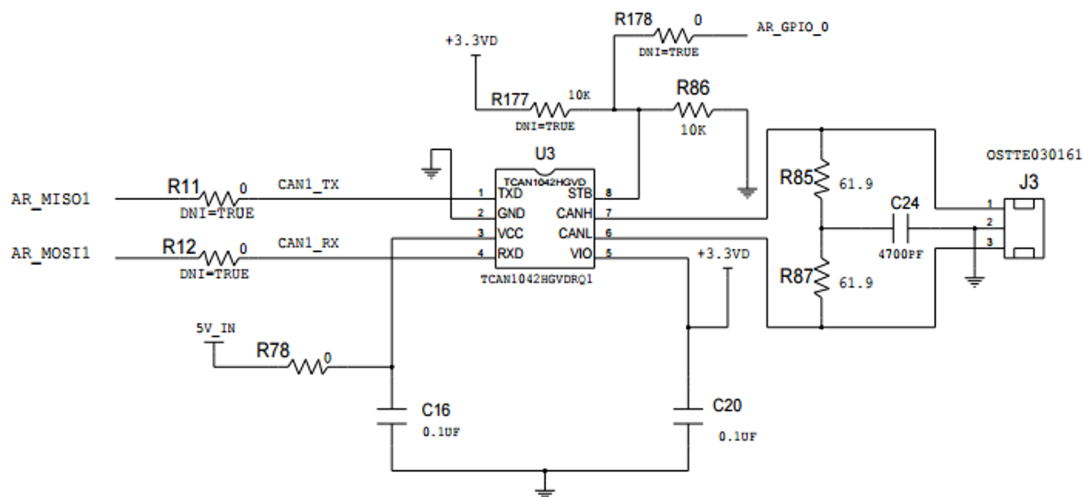 R178 0 AR_GPIO_0
DNI=TRUE
+3.3VD
R177 10K
DNI=TRUE
R86
10K
U3
TCAN1042HGVD
OSTTE030161
J3
R11 0 CAN1_TX
AR_MISO1
DNI=TRUE
1 TXD STB 8
2 GND CANH 7
3 VCC CANL 6
4 RXD VIO 5
TCAN1042HGVDRQ1
R12 0 CAN1_RX
AR_MOSI1
DNI=TRUE
R85
61.9
C24
4700PF
1
2
3
R87
61.9
+3.3VD
5V_IN
R78 0
C16
0.1UF
C20
0.1UF